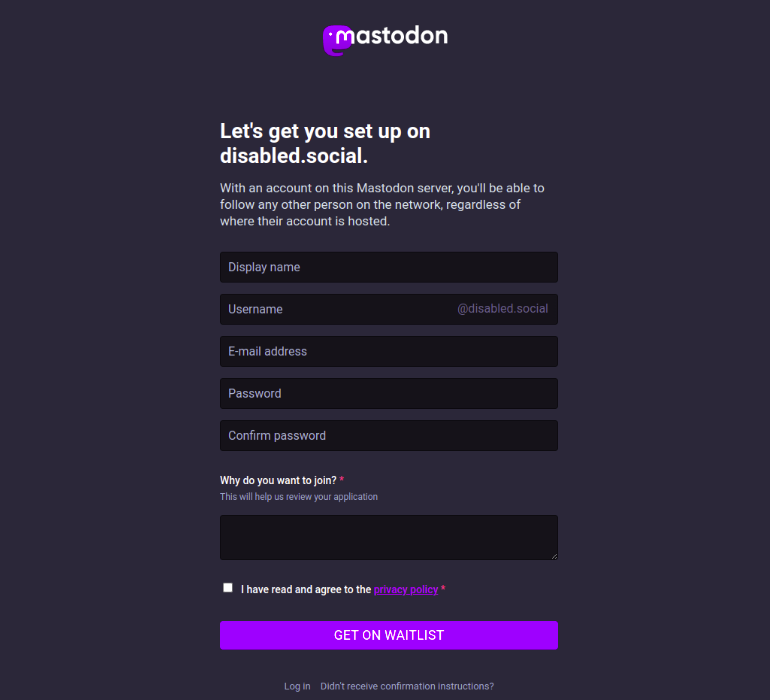 mastodon
Let's get you set up on
disabled.social.
With an account on this Mastodon server, you'll be able to
follow any other person on the network, regardless of
where their account is hosted.
Display name
Username @disabled.social
E-mail address
Password
Confirm password
Why do you want to join? *
This will help us review your application
I have read and agree to the privacy policy *
GET ON WAITLIST
Log in Didn't receive confirmation instructions?